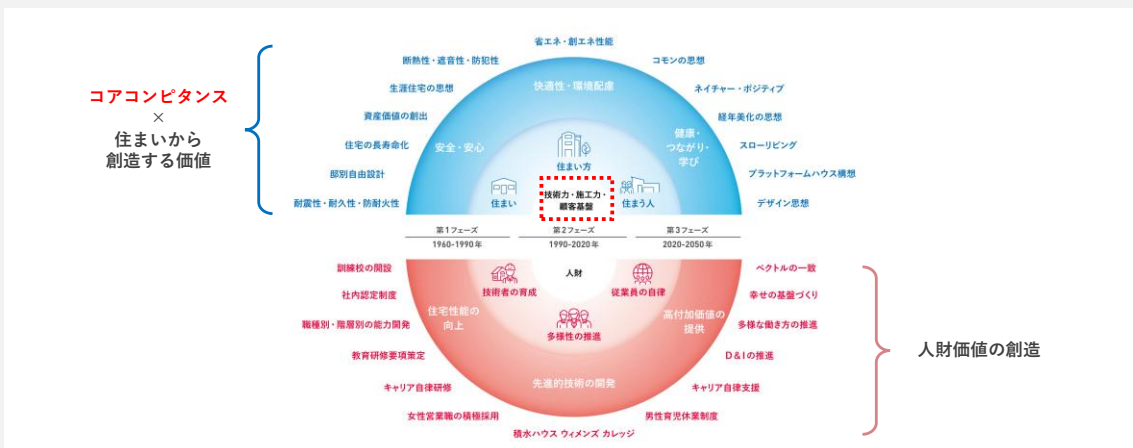 コアコンピタンス
×
住まいから
創造する価値
省エネ・創エネ性能
断熱性・遮音性・防犯性
生涯住宅の思想
資産価値の創出
住宅の長寿命化
邸別自由設計
耐震性・耐久性・防耐火性
コモンの思想
ネイチャー・ポジティブ
経年美化の思想
スローリビング
プラットフォームハウス構想
デザイン思想
快適性・環境配慮
安全・安心
健康・
つながり・
学び
住まい方
住まい
住まう人
技術力・施工力・
顧客基盤
第1フェーズ
1960-1990年
第2フェーズ
1990-2020年
第3フェーズ
2020-2050年
人財
技術者の育成
従業員の自律
多様性の推進
住宅性能の
向上
高付加価値の
提供
先進的技術の開発
訓練校の開設
社内認定制度
職種別・階層別の能力開発
教育研修要項策定
キャリア自律研修
女性営業職の積極採用
積水ハウス ウィメンズ カレッジ
ベクトルの一致
幸せの基盤づくり
多様な働き方の推進
D&Iの推進
キャリア自律支援
男性育児休業制度
人財価値の創造